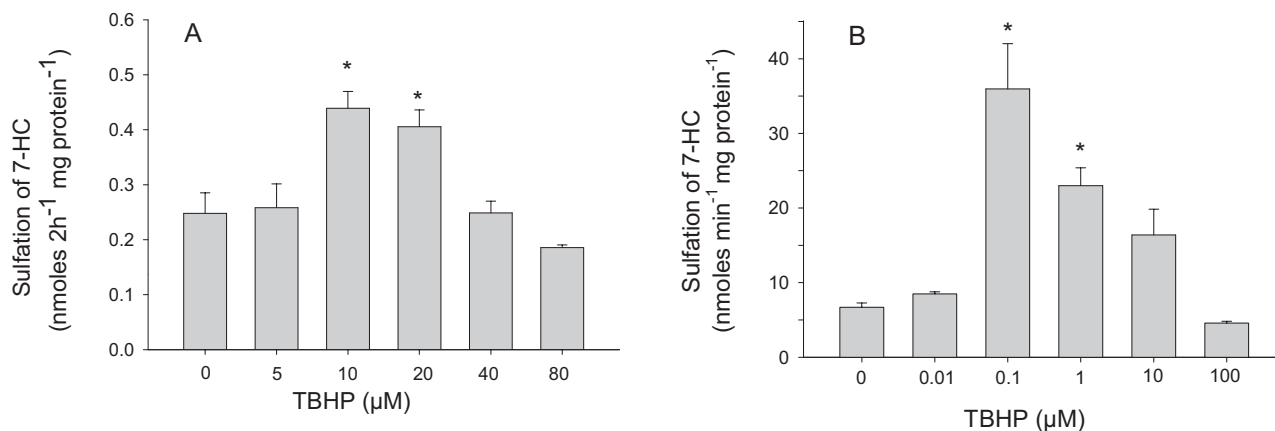 A
Sulfation of 7-HC
(nmoles 2h⁻¹ mg protein⁻¹)
0.6
0.5
0.4
0.3
0.2
0.1
0.0
* *
0 5 10 20 40 80
TBHP (µM)
B
Sulfation of 7-HC
(nmoles min⁻¹ mg protein⁻¹)
40
30
20
10
0
*
*
0 0.01 0.1 1 10 100
TBHP (µM)